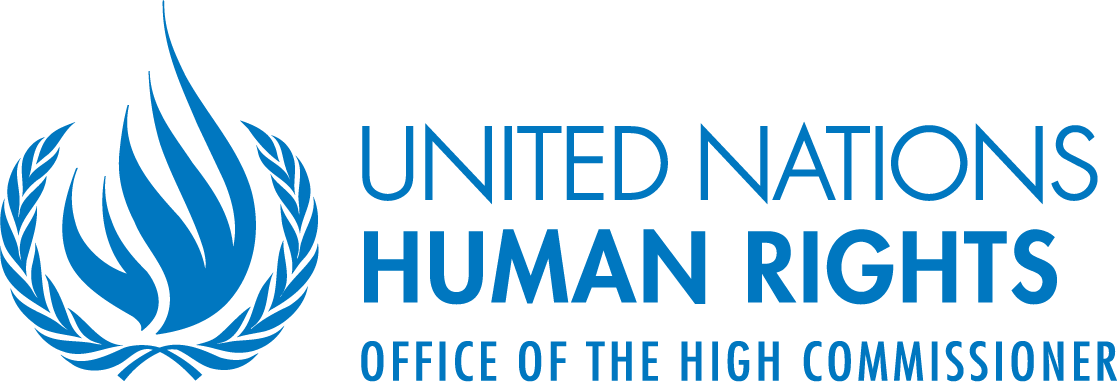 UNITED NATIONS
HUMAN RIGHTS
OFFICE OF THE HIGH COMMISSIONER